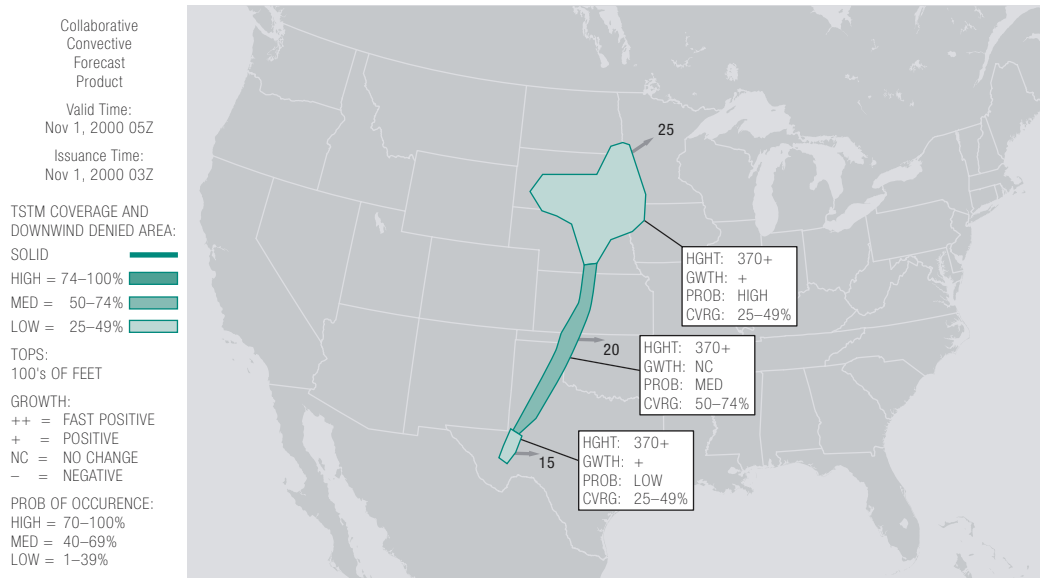 Collaborative
Convective
Forecast
Product
Valid Time:
Nov 1, 2000 05Z
Issuance Time:
Nov 1, 2000 03Z
TSTM COVERAGE AND
DOWNWIND DENIED AREA:
SOLID
HIGH = 74–100%
MED = 50–74%
LOW = 25–49%
TOPS:
100's OF FEET
GROWTH:
++ = FAST POSITIVE
+ = POSITIVE
NC = NO CHANGE
– = NEGATIVE
PROB OF OCCURENCE:
HIGH = 70–100%
MED = 40–69%
LOW = 1–39%
25
HGHT: 370+
GWTH: +
PROB: HIGH
CVRG: 25–49%
20
HGHT: 370+
GWTH: NC
PROB: MED
CVRG: 50–74%
15
HGHT: 370+
GWTH: +
PROB: LOW
CVRG: 25–49%